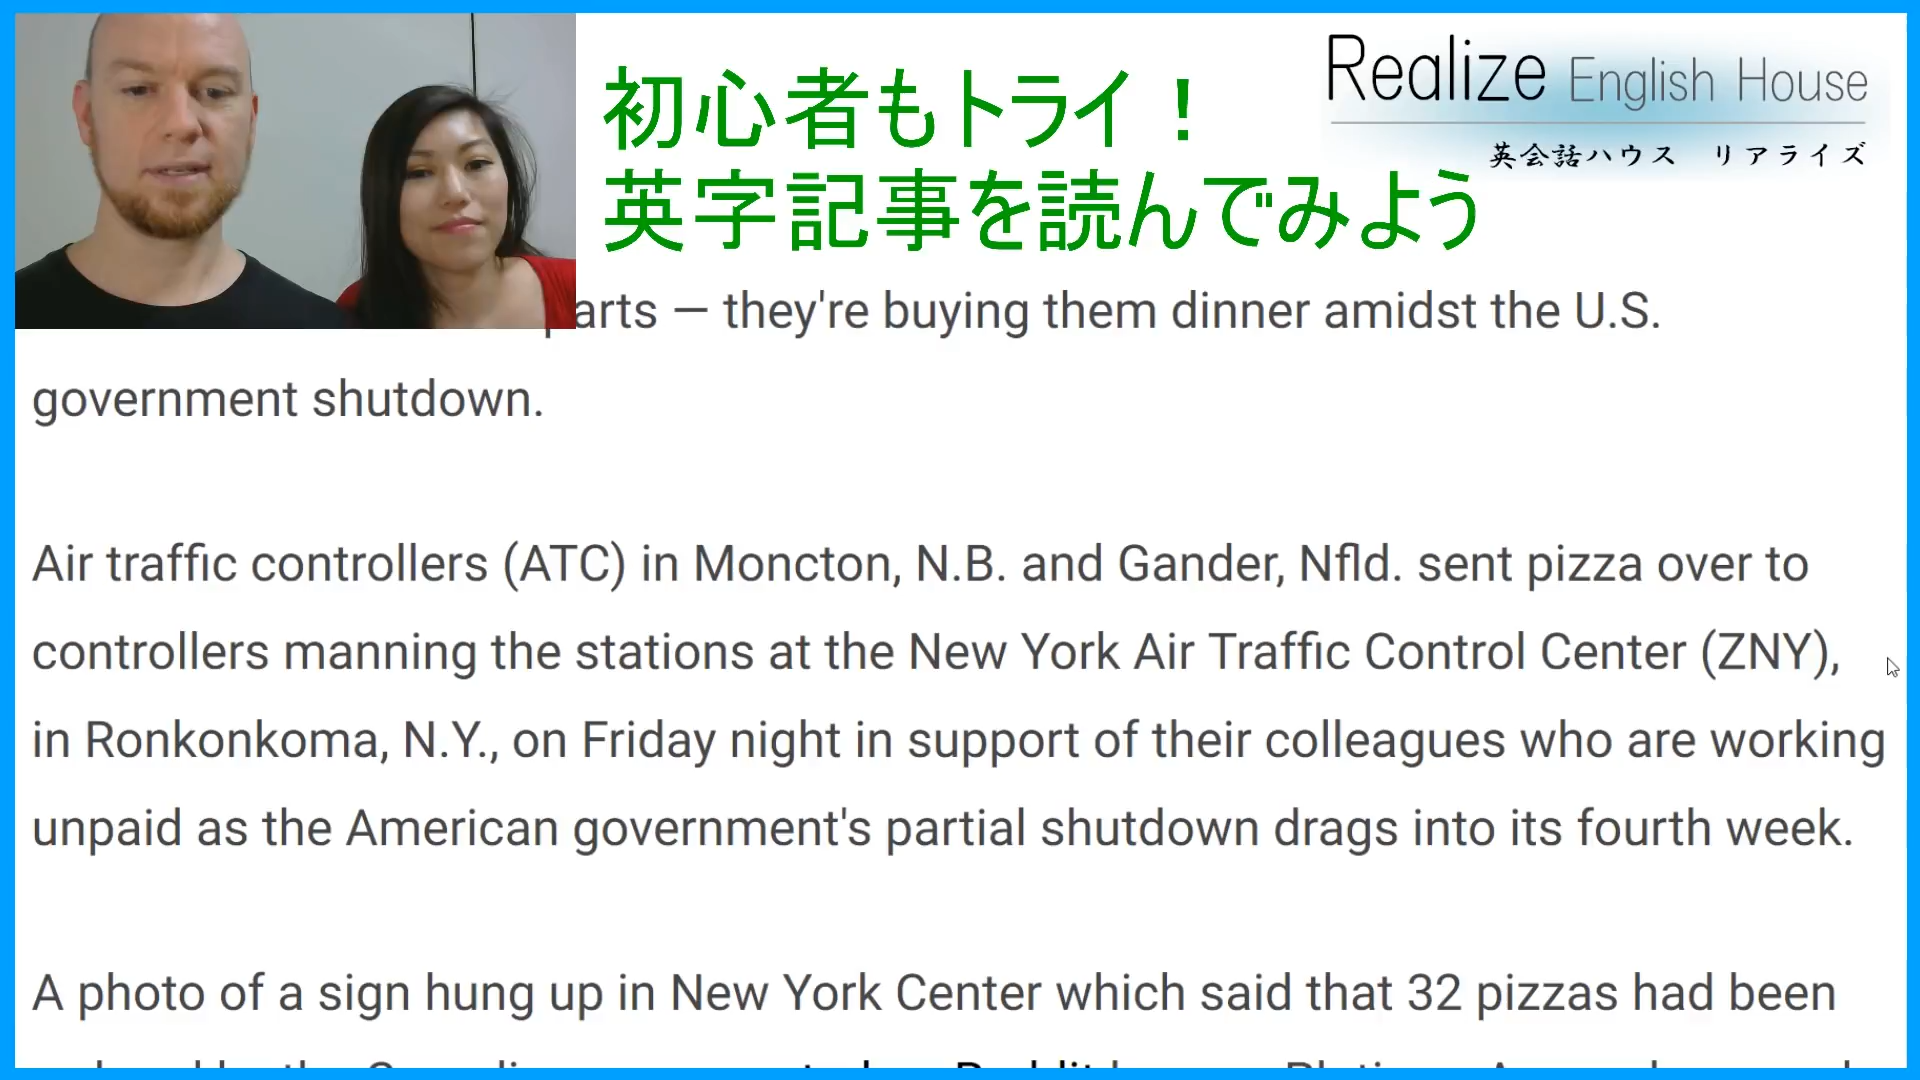 初心者もトライ！
英字記事を読んでみよう
Realize English House
英会話ハウス リアライズ
arts — they're buying them dinner amidst the U.S.
government shutdown.
Air traffic controllers (ATC) in Moncton, N.B. and Gander, Nfld. sent pizza over to
controllers manning the stations at the New York Air Traffic Control Center (ZNY),
in Ronkonkoma, N.Y., on Friday night in support of their colleagues who are working
unpaid as the American government's partial shutdown drags into its fourth week.
A photo of a sign hung up in New York Center which said that 32 pizzas had been